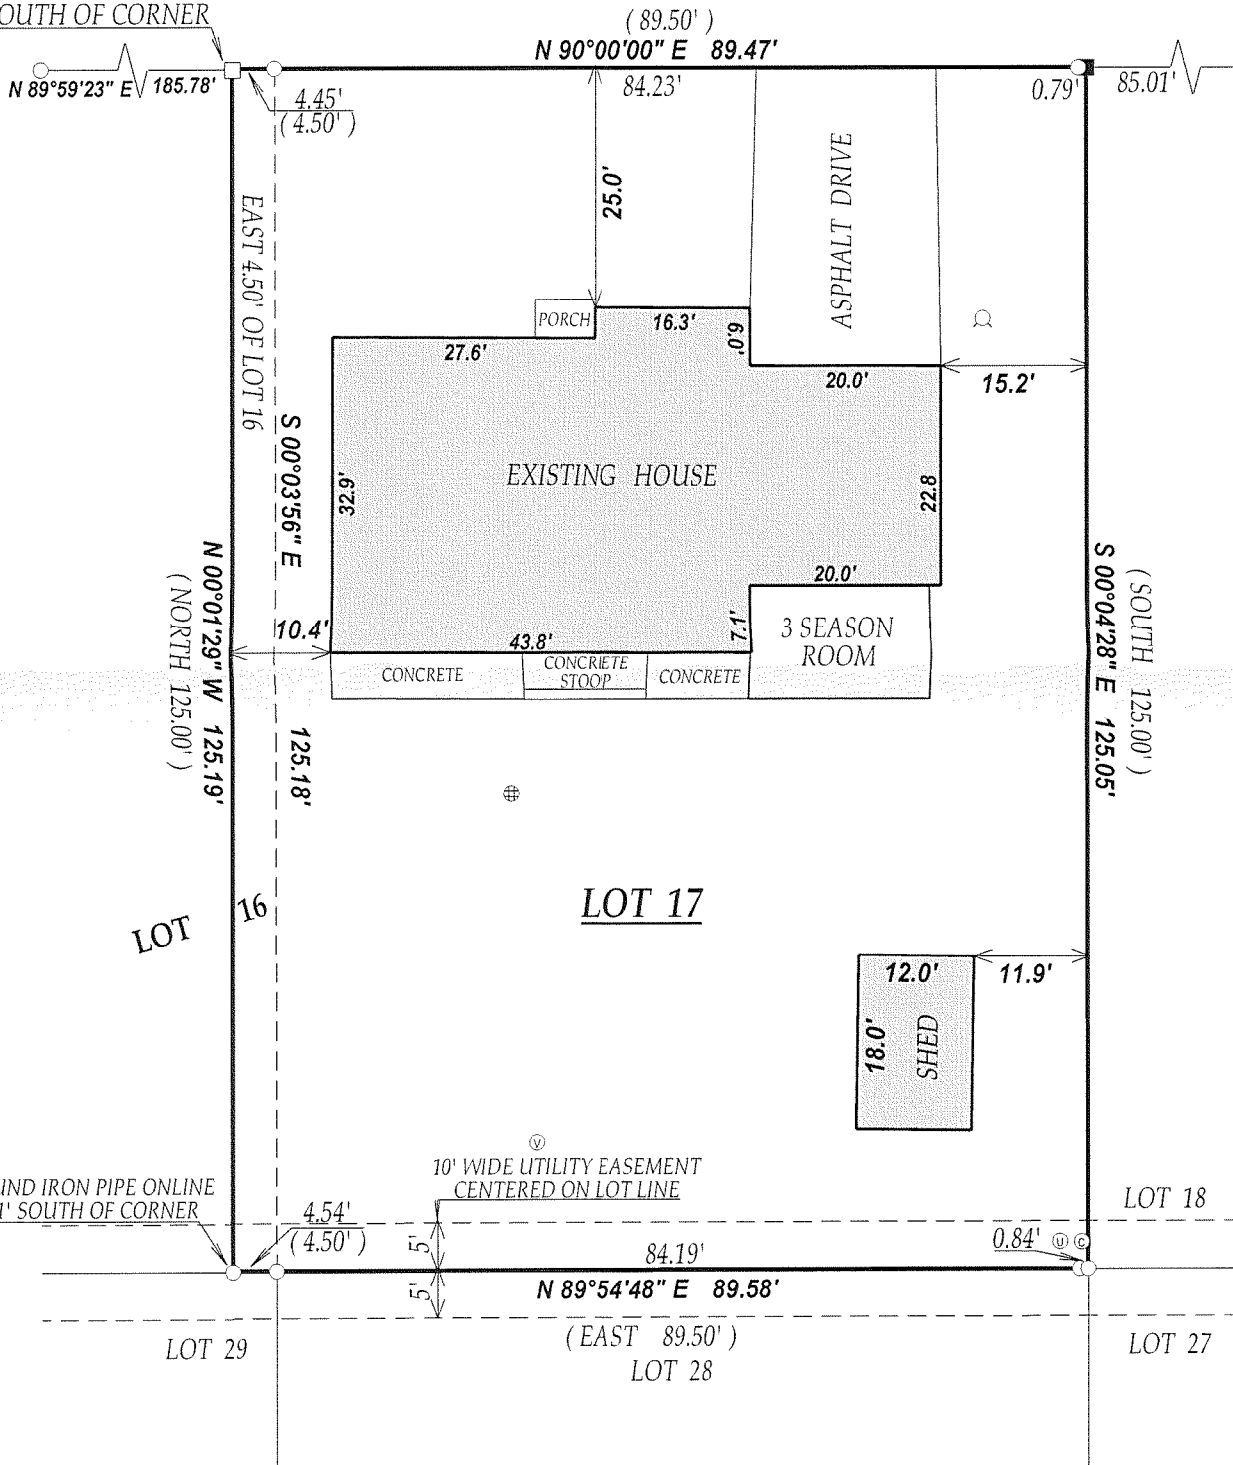 OUTH OF CORNER
( 89.50' )
N 90°00'00" E 89.47'
N 89°59'23" E 185.78'
84.23'
0.79'
85.01'
4.45'
( 4.50' )
25.0'
ASPHALT DRIVE
EAST 4.50' OF LOT 16
PORCH
16.3'
6.0'
27.6'
20.0'
15.2'
S 00°03'56" E
125.18'
EXISTING HOUSE
32.9'
22.8
20.0'
N 00°01'29" W 125.19'
( NORTH 125.00' )
S 00°04'28" E 125.05'
( SOUTH 125.00' )
10.4'
43.8'
7.1'
3 SEASON
ROOM
CONCRETE
CONCRIETE
STOOP
CONCRETE
LOT 16
LOT 17
12.0'
11.9'
18.0'
SHED
V
10' WIDE UTILITY EASEMENT
CENTERED ON LOT LINE
UND IRON PIPE ONLINE
1' SOUTH OF CORNER
4.54'
( 4.50' )
5'
84.19'
0.84'
U C
LOT 18
5'
N 89°54'48" E 89.58'
( EAST 89.50' )
LOT 29
LOT 28
LOT 27